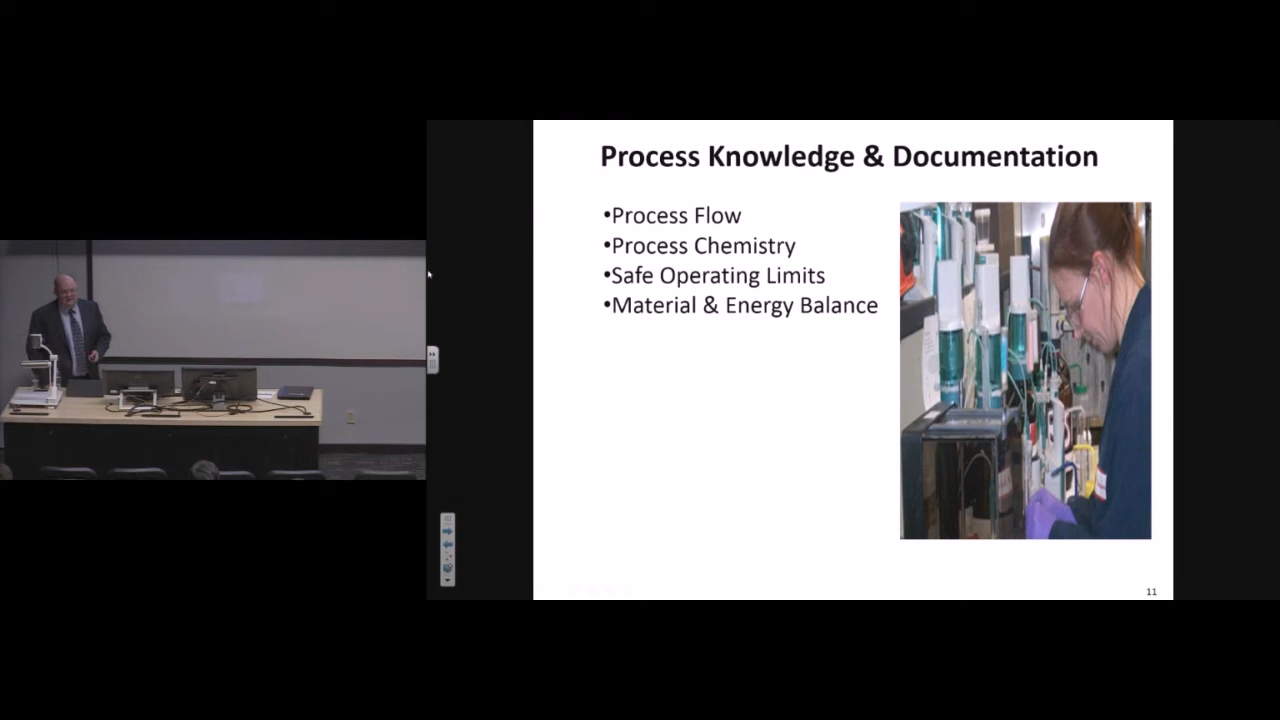 Process Knowledge & Documentation
•Process Flow
•Process Chemistry
•Safe Operating Limits
•Material & Energy Balance
11